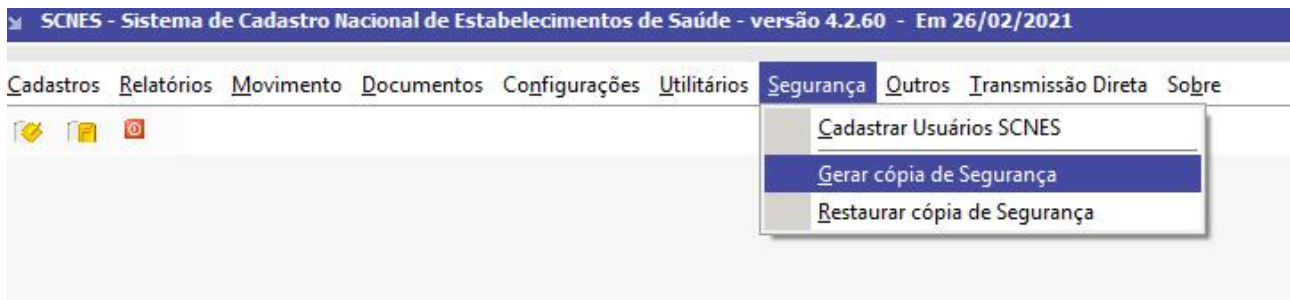 SCNES - Sistema de Cadastro Nacional de Estabelecimentos de Saúde - versão 4.2.60 - Em 26/02/2021
Cadastros Relatórios Movimento Documentos Configurações Utilitários Segurança Outros Transmissão Direta Sobre
Cadastrar Usuários SCNES
Gerar cópia de Segurança
Restaurar cópia de Segurança